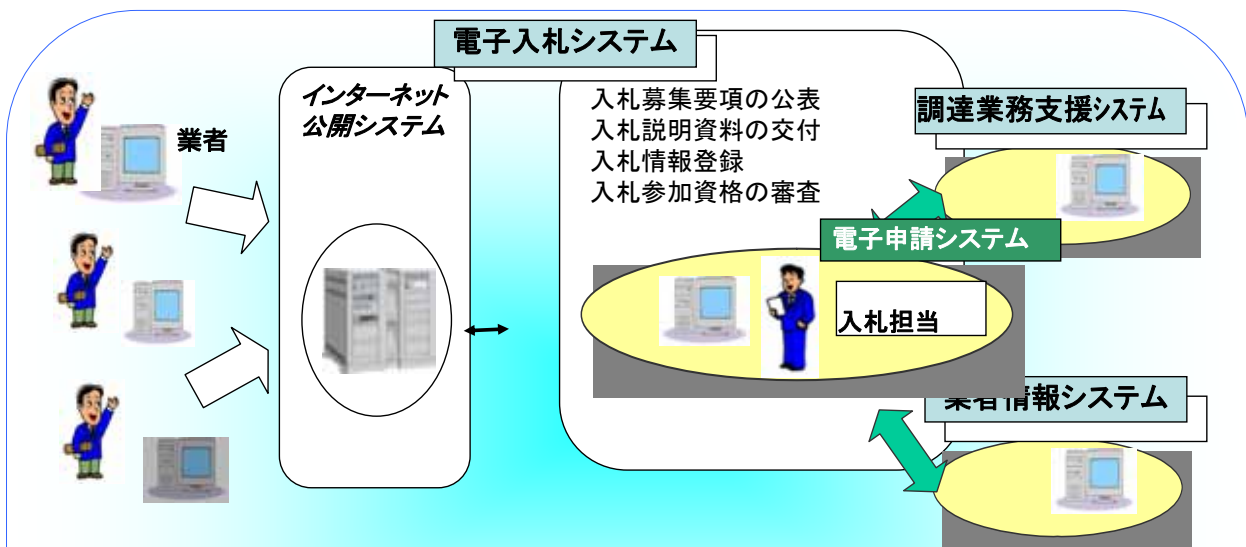 電子入札システム
業者
インターネット
公開システム
入札募集要項の公表
入札説明資料の交付
入札情報登録
入札参加資格の審査
調達業務支援システム
電子申請システム
入札担当
業者情報システム